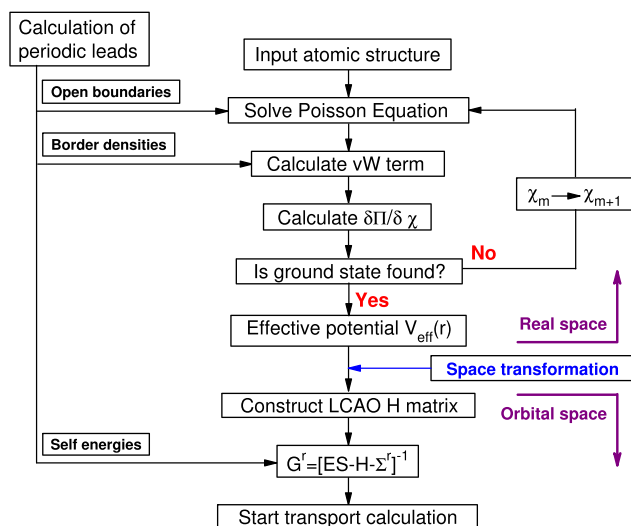 Calculation of
periodic leads
Input atomic structure
Open boundaries
Solve Poisson Equation
Border densities
Calculate vW term
χm → χm+1
Calculate δΠ/δ χ
No
Is ground state found?
Yes
Effective potential Veff(r)
Real space
Space transformation
Construct LCAO H matrix
Orbital space
Self energies
G^r=[ES-H-Σ^r]^-1
Start transport calculation